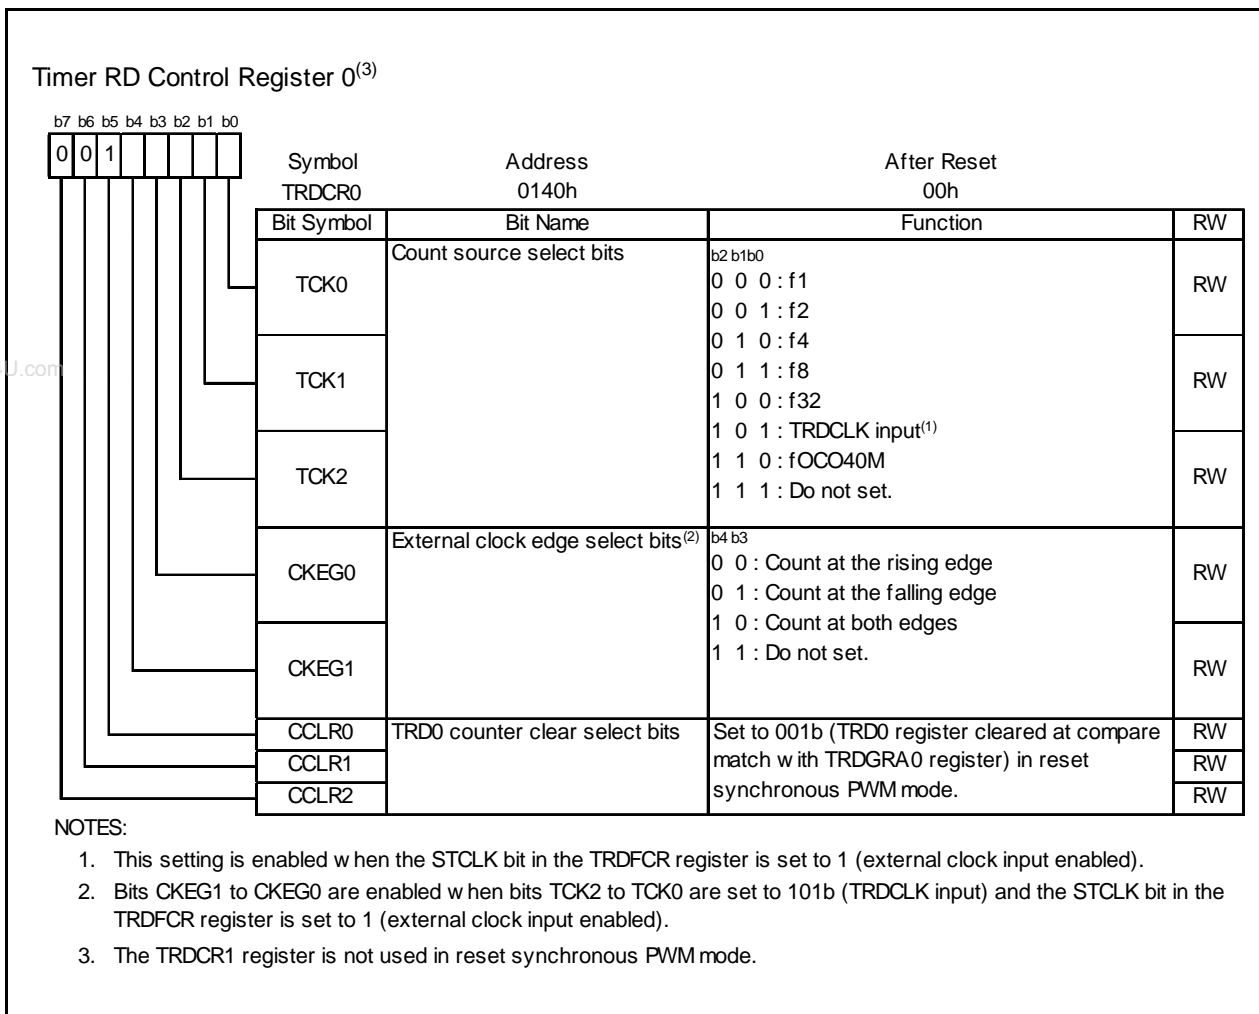 Timer RD Control Register 0(3)
b7 b6 b5 b4 b3 b2 b1 b0
0 0 1
Symbol Address After Reset
TRDCR0 0140h 00h
Bit Symbol Bit Name Function RW
TCK0 Count source select bits b2 b1 b0 RW
0 0 0 : f1
0 0 1 : f2
0 1 0 : f4
TCK1 0 1 1 : f8 RW
1 0 0 : f32
1 0 1 : TRDCLK input(1)
TCK2 1 1 0 : fOCO40M RW
1 1 1 : Do not set.
CKEG0 External clock edge select bits(2) b4 b3 RW
0 0 : Count at the rising edge
0 1 : Count at the falling edge
1 0 : Count at both edges
CKEG1 1 1 : Do not set. RW
CCLR0 TRD0 counter clear select bits Set to 001b (TRD0 register cleared at compare RW
CCLR1 match with TRDGRA0 register) in reset RW
CCLR2 synchronous PWM mode. RW
NOTES:
1. This setting is enabled when the STCLK bit in the TRDFCR register is set to 1 (external clock input enabled).
2. Bits CKEG1 to CKEG0 are enabled when bits TCK2 to TCK0 are set to 101b (TRDCLK input) and the STCLK bit in the
TRDFCR register is set to 1 (external clock input enabled).
3. The TRDCR1 register is not used in reset synchronous PWM mode.
U.com